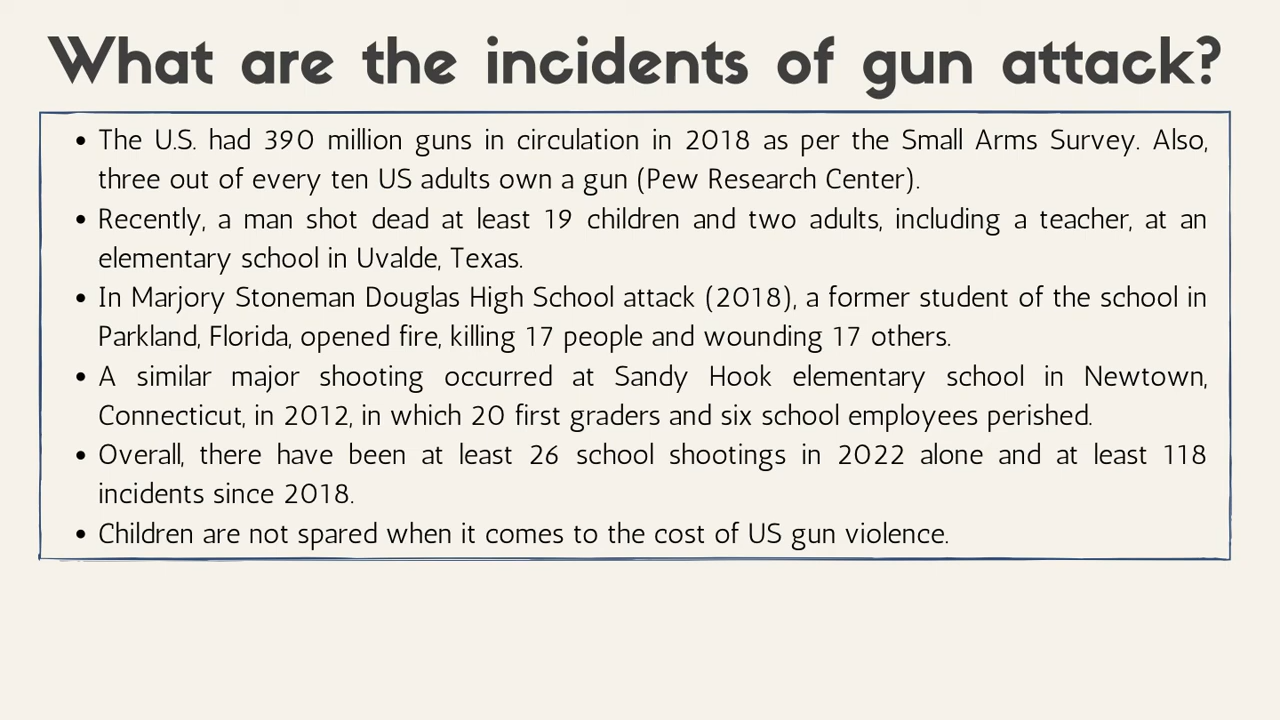 What are the incidents of gun attack?
• The U.S. had 390 million guns in circulation in 2018 as per the Small Arms Survey. Also,
three out of every ten US adults own a gun (Pew Research Center).
• Recently, a man shot dead at least 19 children and two adults, including a teacher, at an
elementary school in Uvalde, Texas.
• In Marjory Stoneman Douglas High School attack (2018), a former student of the school in
Parkland, Florida, opened fire, killing 17 people and wounding 17 others.
• A similar major shooting occurred at Sandy Hook elementary school in Newtown,
Connecticut, in 2012, in which 20 first graders and six school employees perished.
• Overall, there have been at least 26 school shootings in 2022 alone and at least 118
incidents since 2018.
• Children are not spared when it comes to the cost of US gun violence.